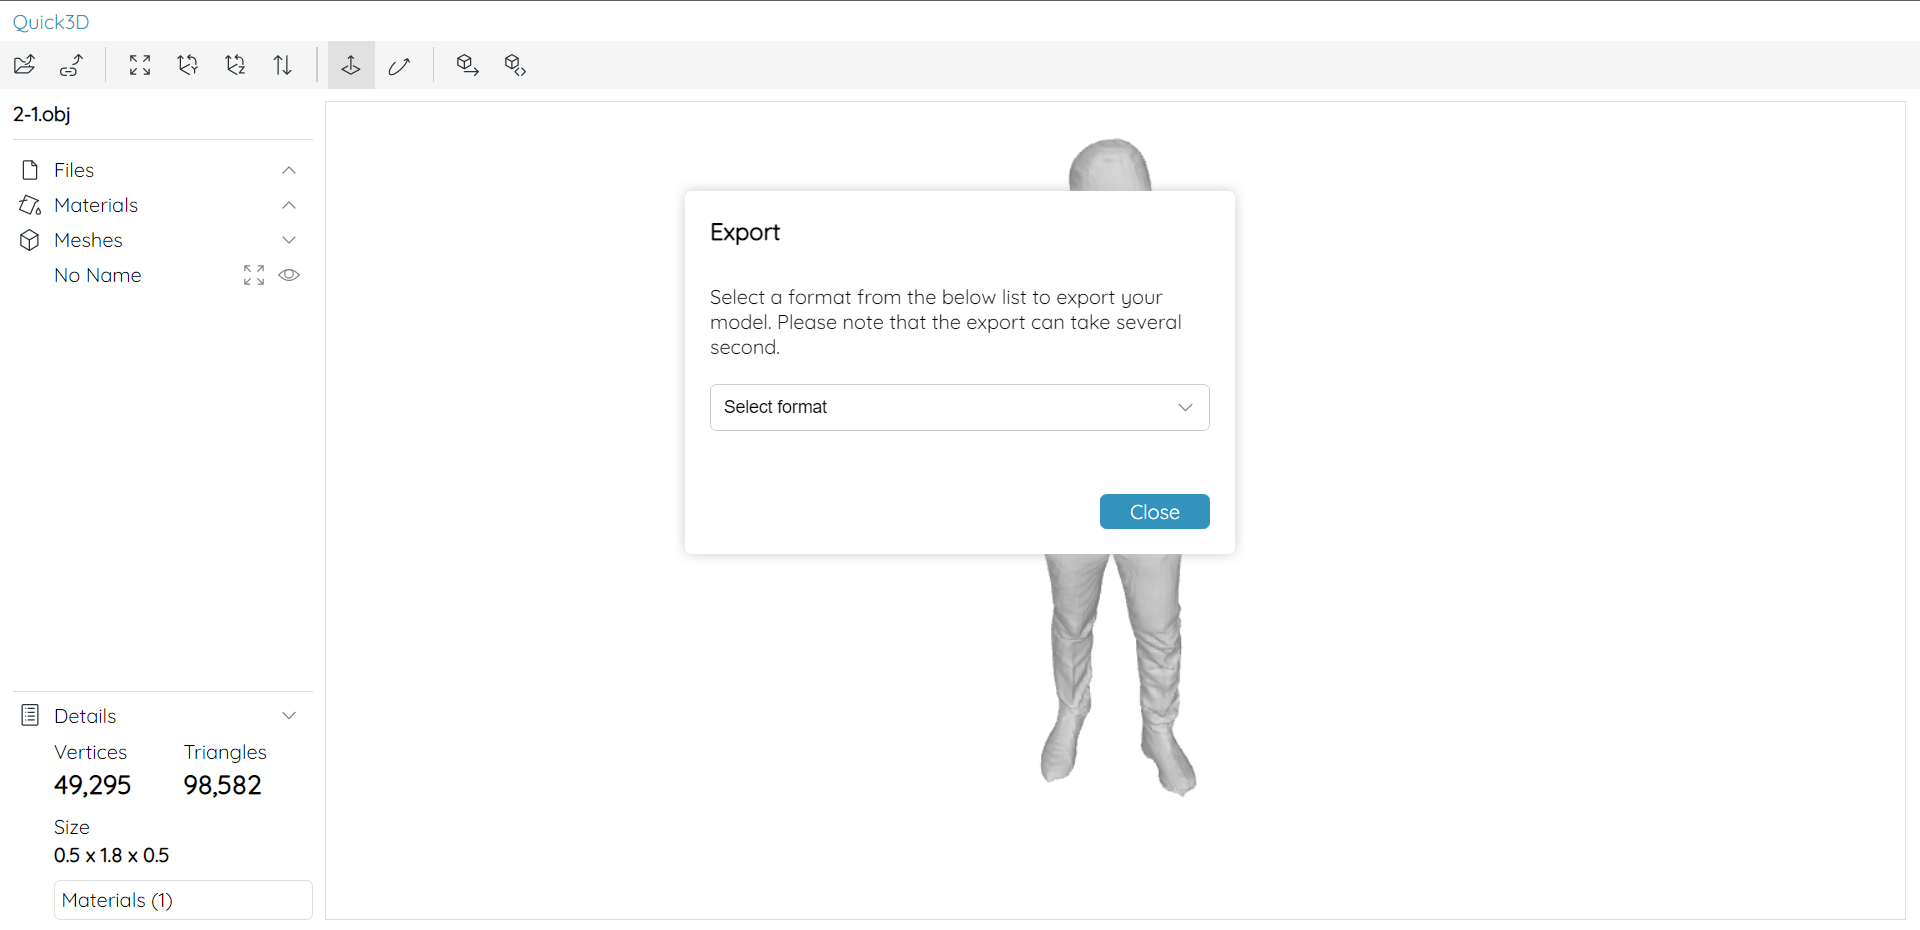 Quick3D
2-1.obj
Files
Materials
Meshes
No Name
Export
Select a format from the below list to export your
model. Please note that the export can take several
second.
Select format
Close
Details
Vertices Triangles
49,295 98,582
Size
0.5 x 1.8 x 0.5
Materials (1)